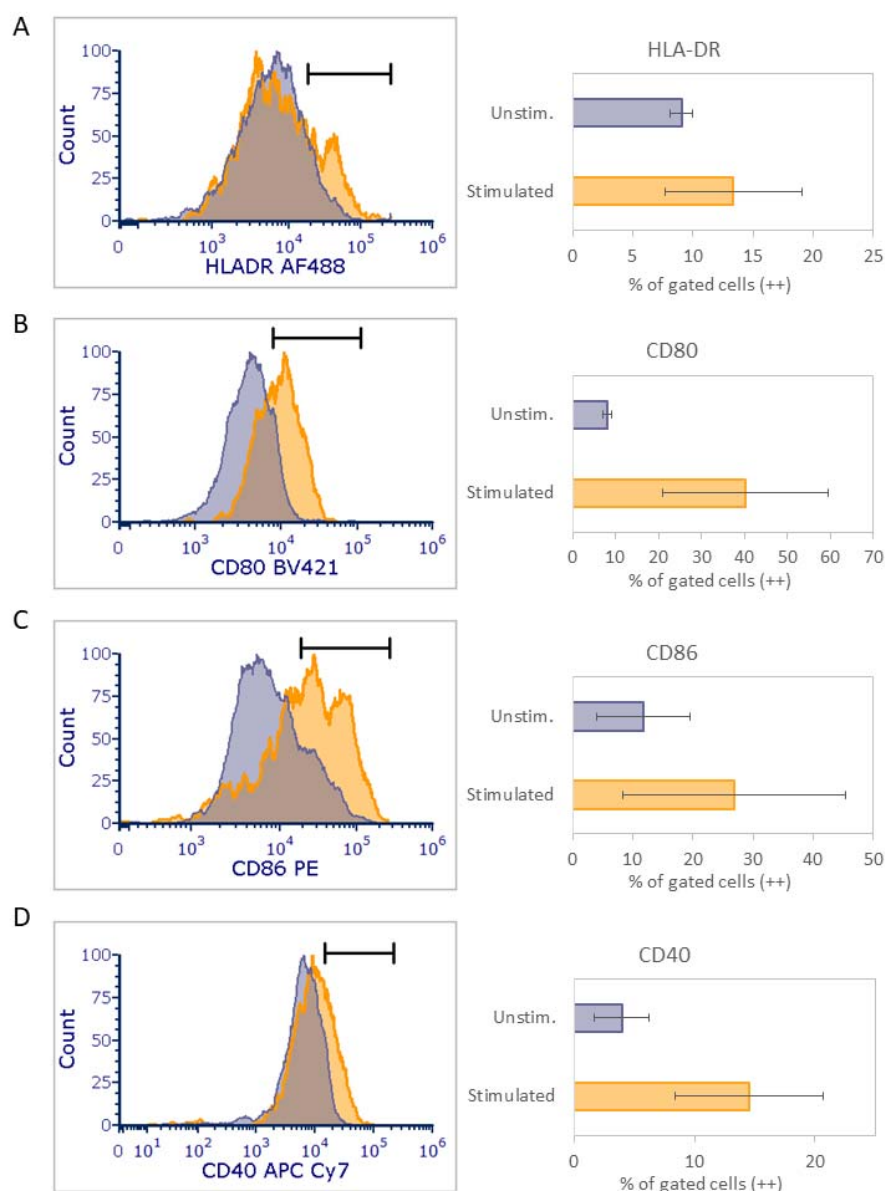 A
HLA-DR
100
75
50
25
0
Count
0 10³ 10⁴ 10⁵ 10⁶
HLADR AF488
Unstim.
Stimulated
0 5 10 15 20 25
% of gated cells (++)
B
CD80
100
75
50
25
0
Count
0 10³ 10⁴ 10⁵ 10⁶
CD80 BV421
Unstim.
Stimulated
0 10 20 30 40 50 60 70
% of gated cells (++)
C
CD86
100
75
50
25
0
Count
0 10³ 10⁴ 10⁵ 10⁶
CD86 PE
Unstim.
Stimulated
0 10 20 30 40 50
% of gated cells (++)
D
CD40
100
75
50
25
0
Count
0 10¹ 10² 10³ 10⁴ 10⁵ 10⁶
CD40 APC Cy7
Unstim.
Stimulated
0 10 20
% of gated cells (++)